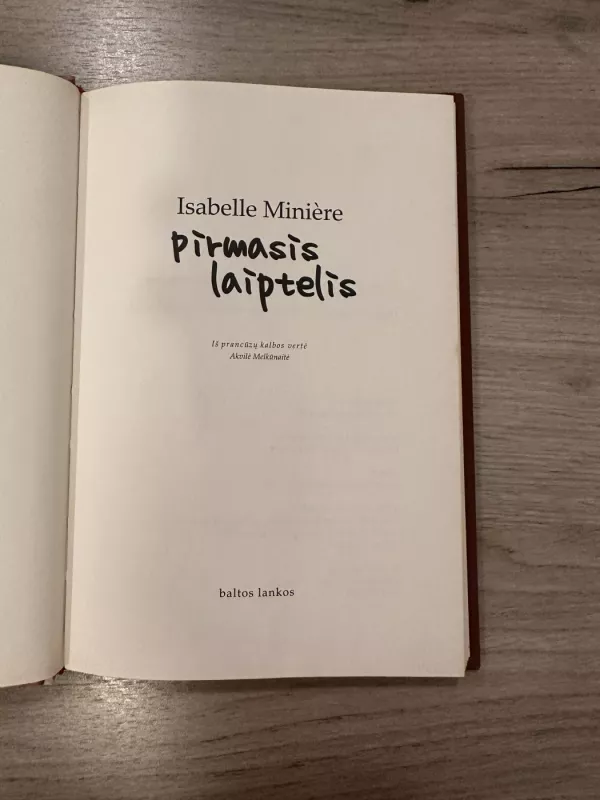 Isabelle Minière
pirmasis
laiptelis
Iš prancūzų kalbos vertė
Akvilė Melkūnaitė
baltos lankos